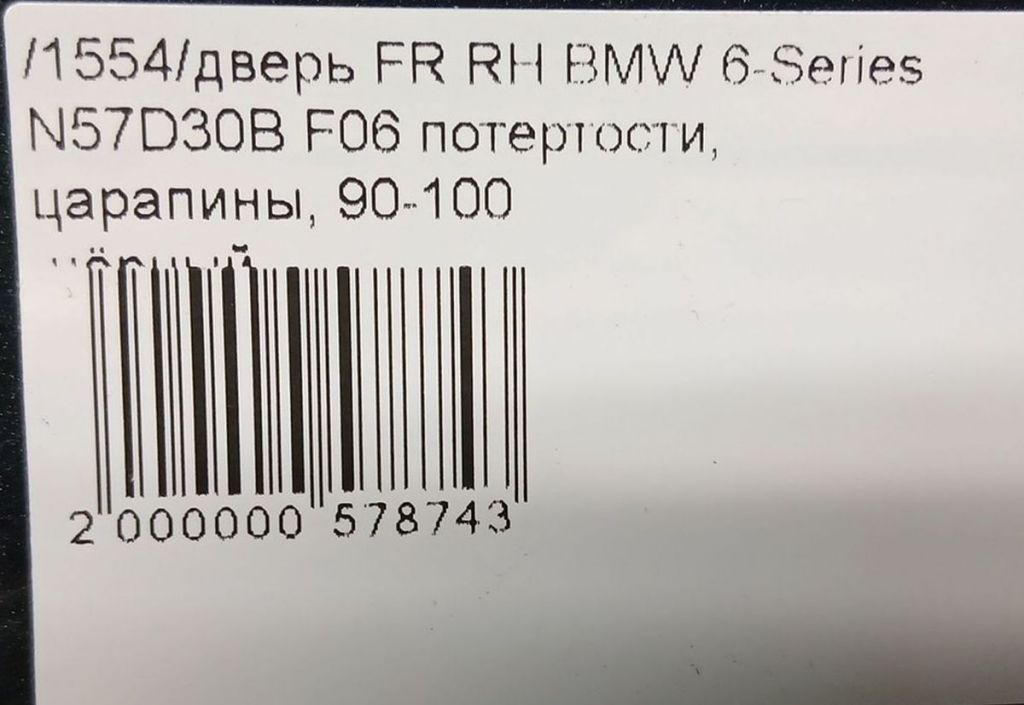 /1554/дверь FR RH BMW 6-Series
N57D30B F06 потертости,
царапины, 90-100
2 000000 578743